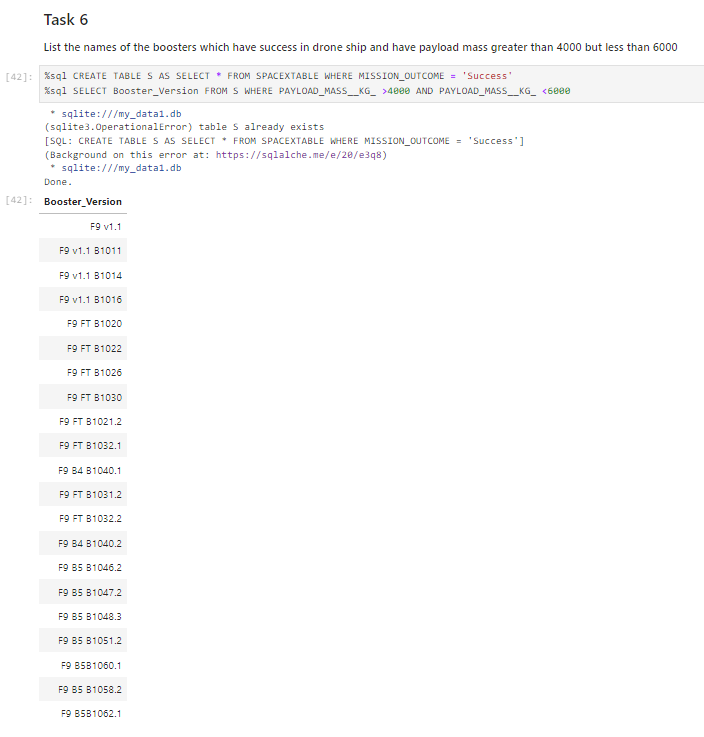 Task 6
List the names of the boosters which have success in drone ship and have payload mass greater than 4000 but less than 6000
[42]: %sql CREATE TABLE S AS SELECT * FROM SPACEXTABLE WHERE MISSION_OUTCOME = 'Success'
%sql SELECT Booster_Version FROM S WHERE PAYLOAD_MASS__KG_ >4000 AND PAYLOAD_MASS__KG_ <6000
* sqlite:///my_data1.db
(sqlite3.OperationalError) table S already exists
[SQL: CREATE TABLE S AS SELECT * FROM SPACEXTABLE WHERE MISSION_OUTCOME = 'Success']
(Background on this error at: https://sqlalche.me/e/20/e3q8)
* sqlite:///my_data1.db
Done.
[42]: Booster_Version
F9 v1.1
F9 v1.1 B1011
F9 v1.1 B1014
F9 v1.1 B1016
F9 FT B1020
F9 FT B1022
F9 FT B1026
F9 FT B1030
F9 FT B1021.2
F9 FT B1032.1
F9 B4 B1040.1
F9 FT B1031.2
F9 FT B1032.2
F9 B4 B1040.2
F9 B5 B1046.2
F9 B5 B1047.2
F9 B5 B1048.3
F9 B5 B1051.2
F9 B5B1060.1
F9 B5 B1058.2
F9 B5B1062.1